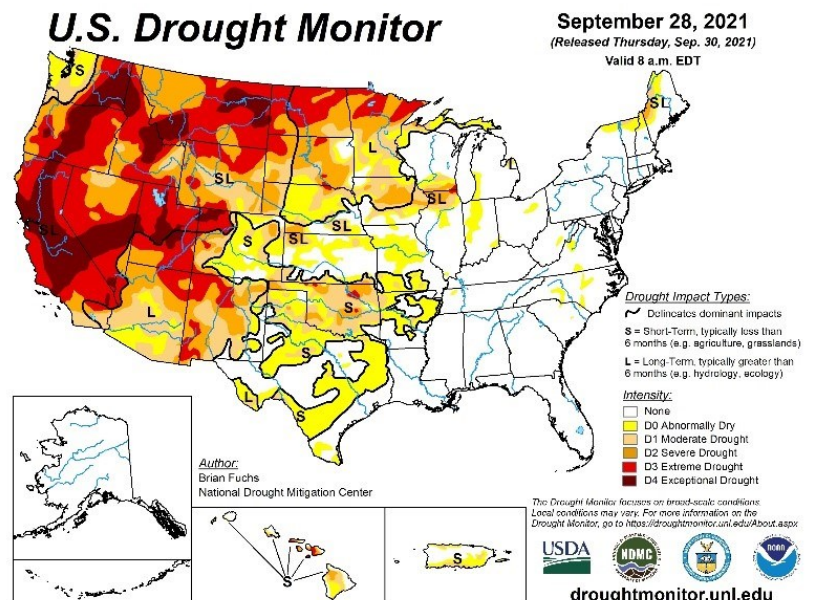 U.S. Drought Monitor
September 28, 2021
(Released Thursday, Sep. 30, 2021)
Valid 8 a.m. EDT
S
SL
L
SL
L
SL
SL
S
SL
SL
SL
L
S
S
L
S
Drought Impact Types:
Delineates dominant impacts
S = Short-Term, typically less than
6 months (e.g. agriculture, grasslands)
L = Long-Term, typically greater than
6 months (e.g. hydrology, ecology)
Intensity:
None
D0 Abnormally Dry
D1 Moderate Drought
D2 Severe Drought
D3 Extreme Drought
D4 Exceptional Drought
Author:
Brian Fuchs
National Drought Mitigation Center
S
S
The Drought Monitor focuses on broad-scale conditions.
Local conditions may vary. For more information on the
Drought Monitor, go to https://droughtmonitor.unl.edu/About.aspx
USDA
NDMC
NOAA
droughtmonitor.unl.edu